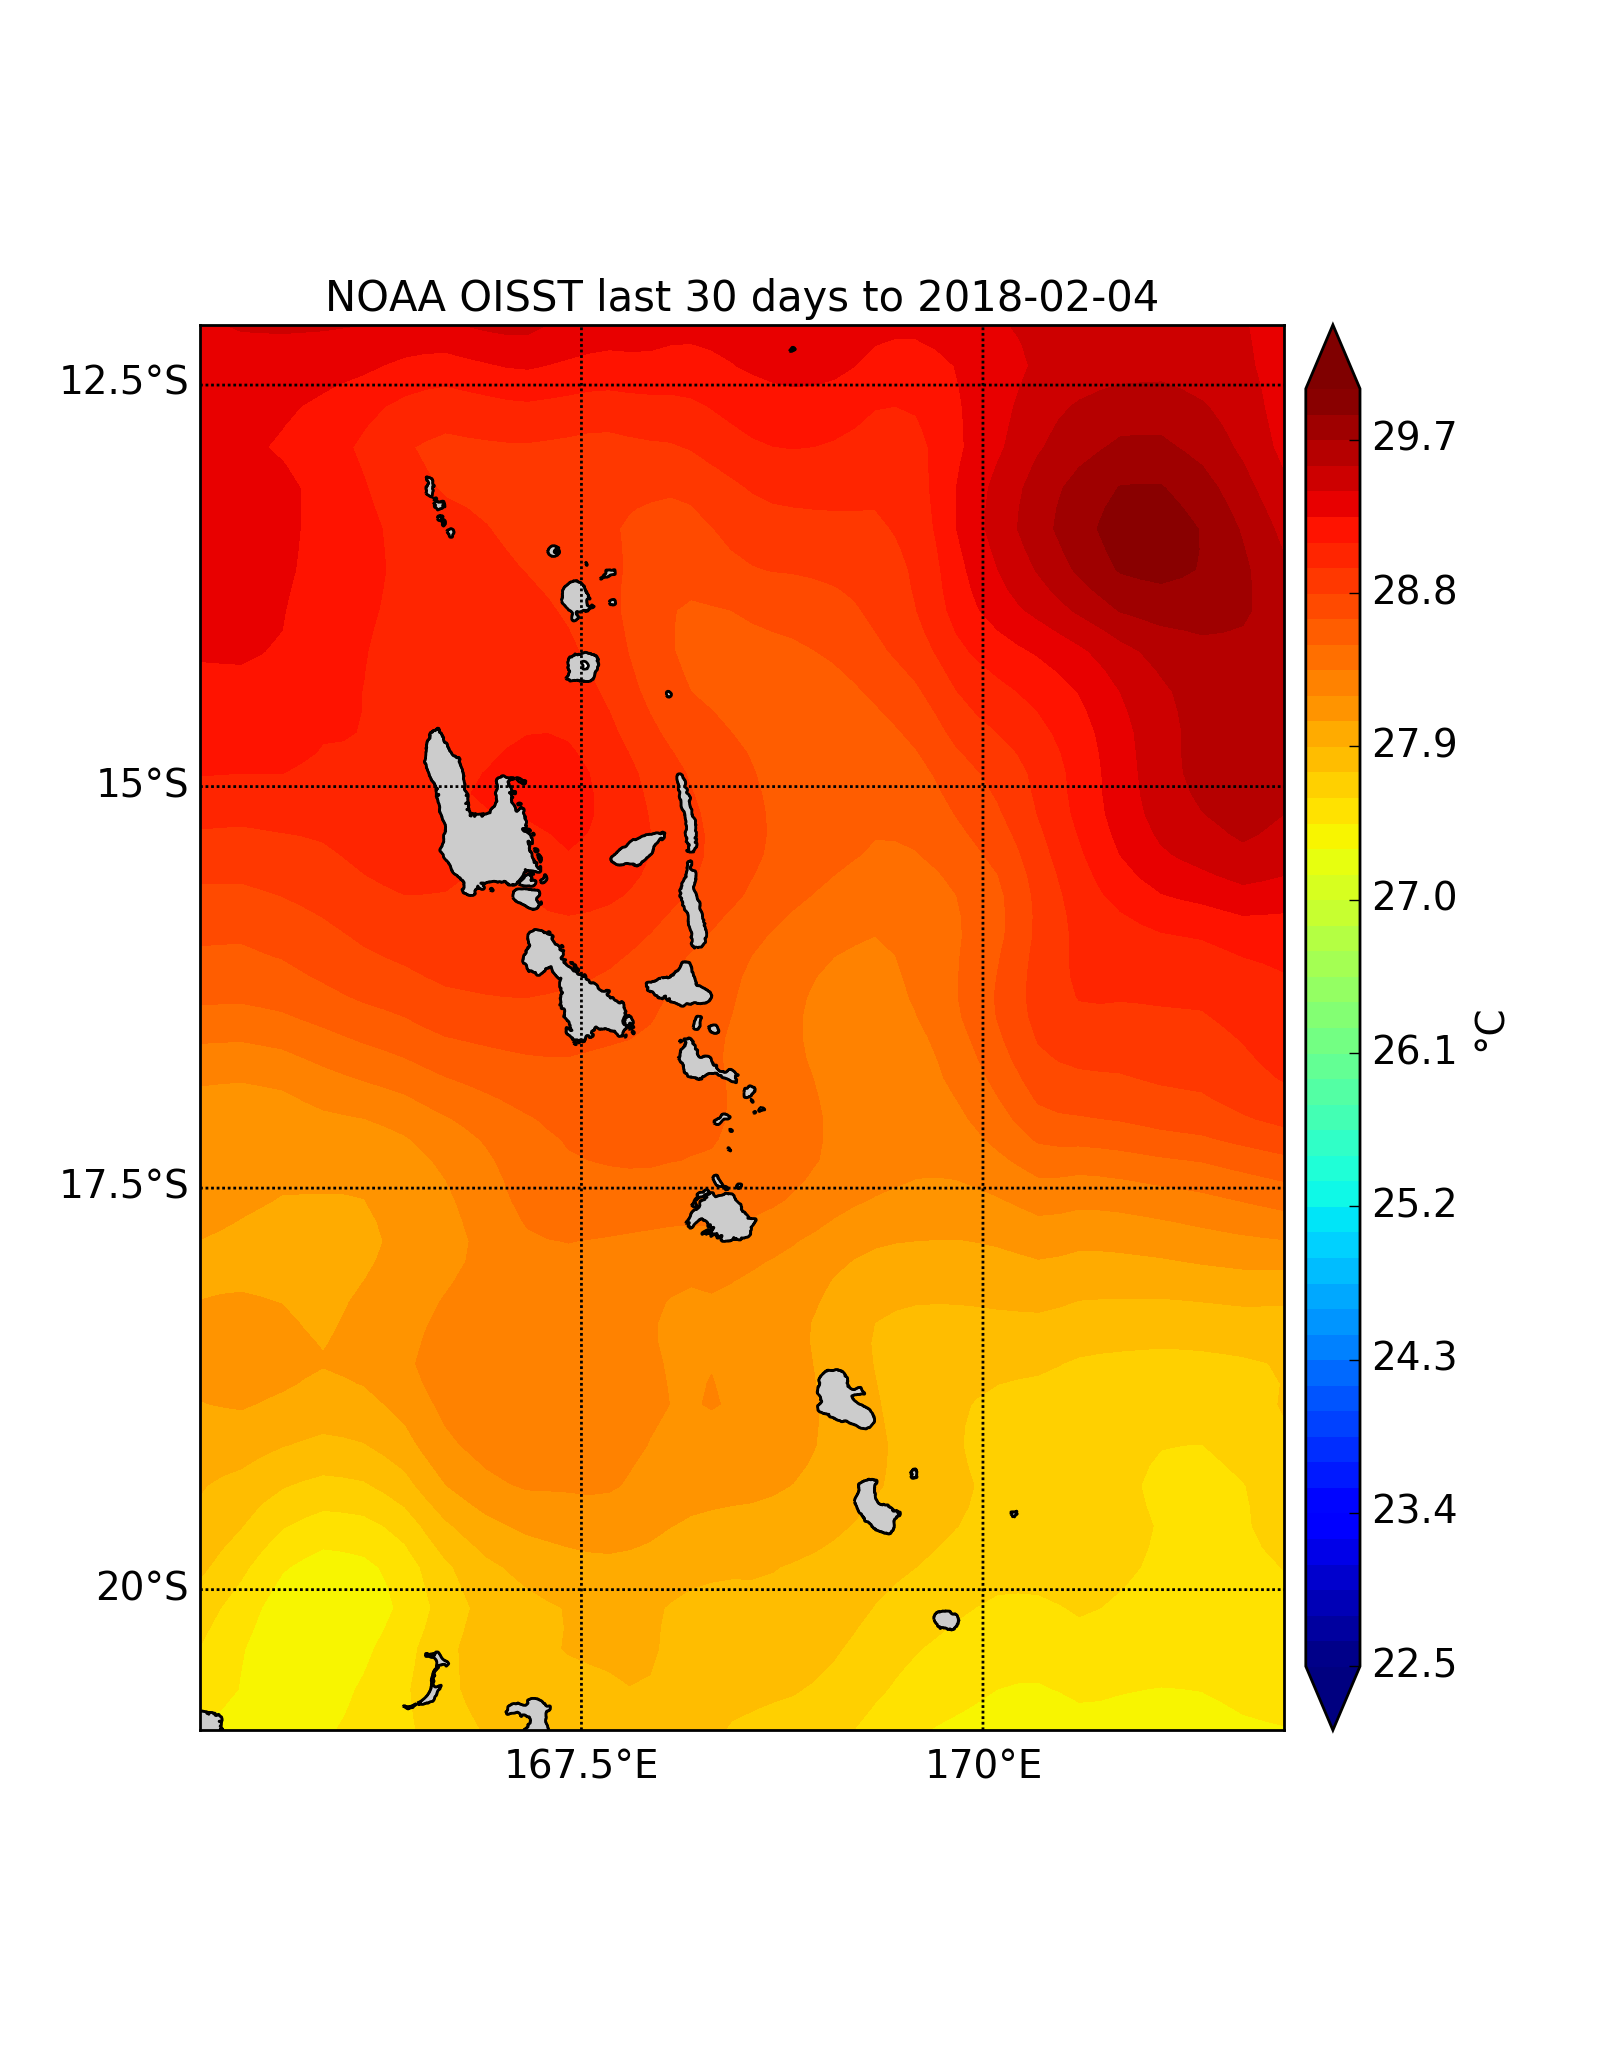 NOAA OISST last 30 days to 2018-02-04
12.5°S
15°S
17.5°S
20°S
167.5°E
170°E
29.7
28.8
27.9
27.0
26.1
25.2
24.3
23.4
22.5
°C